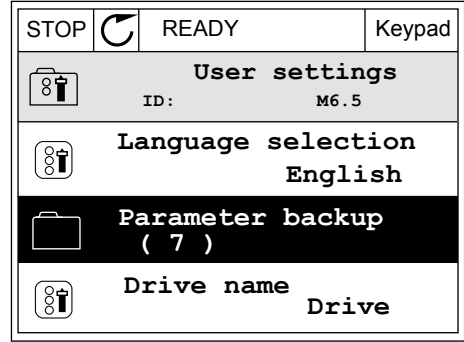 STOP READY Keypad
User settings
ID: M6.5
Language selection
English
Parameter backup
( 7 )
Drive name
Drive